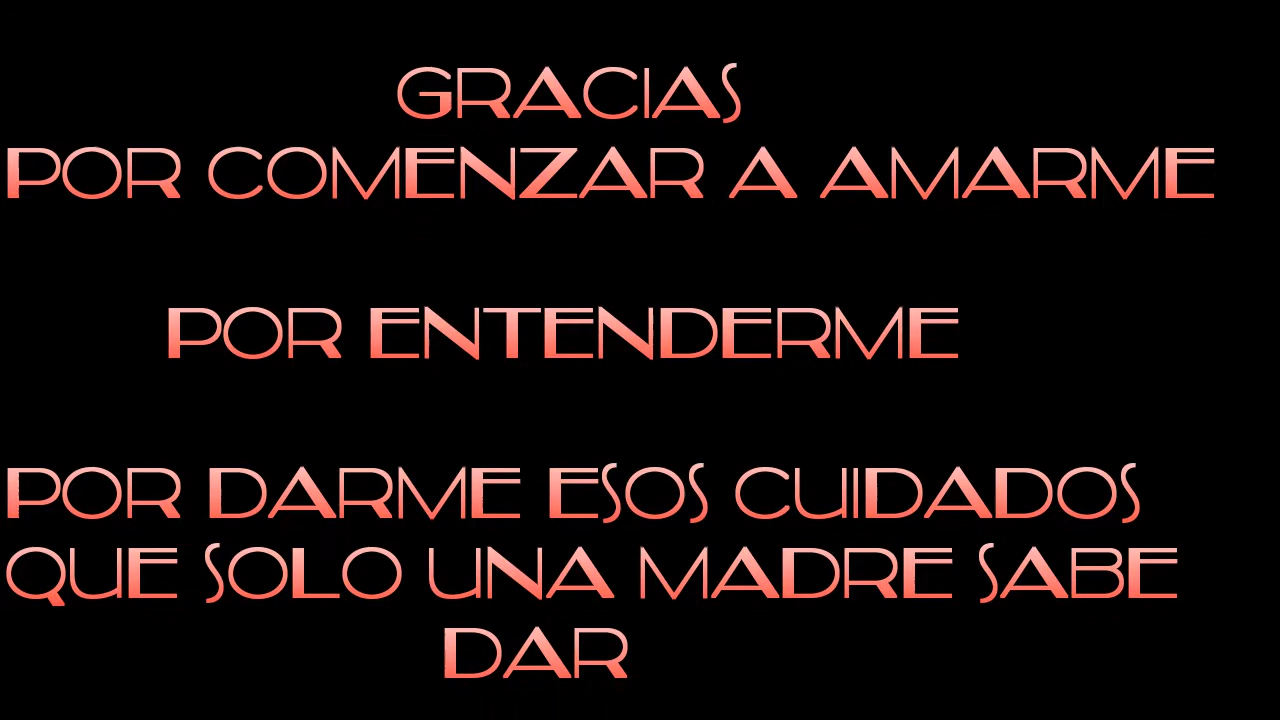 GRACIAS
POR COMENZAR A AMARME
POR ENTENDERME
POR DARME ESOS CUIDADOS
QUE SOLO UNA MADRE SABE
DAR